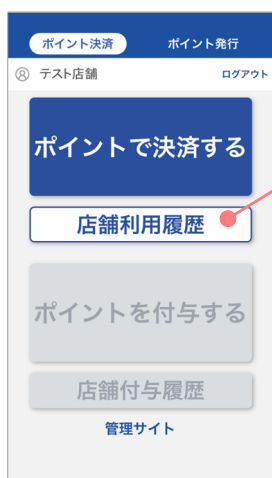 ポイント決済 ポイント発行
テスト店舗 ログアウト
ポイントで決済する
店舗利用履歴
ポイントを付与する
店舗付与履歴
管理サイト